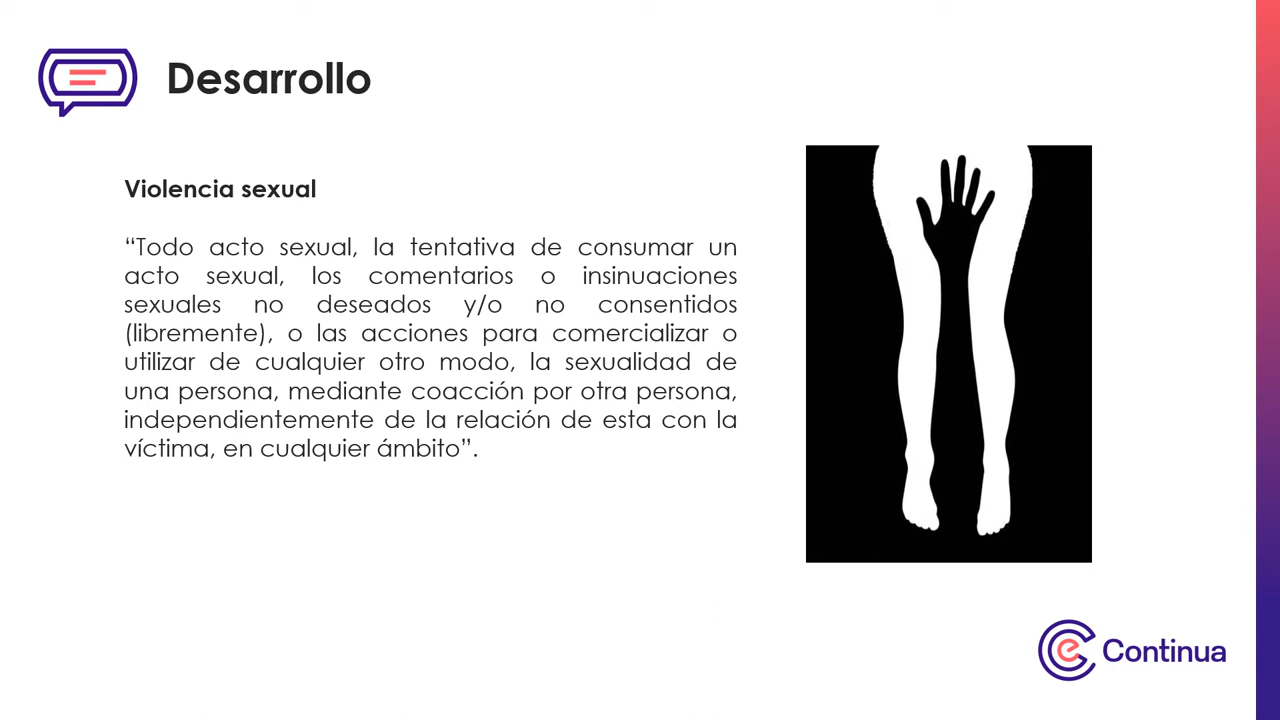 Desarrollo
Violencia sexual
“Todo acto sexual, la tentativa de consumar un
acto sexual, los comentarios o insinuaciones
sexuales no deseados y/o no consentidos
(libremente), o las acciones para comercializar o
utilizar de cualquier otro modo, la sexualidad de
una persona, mediante coacción por otra persona,
independientemente de la relación de esta con la
víctima, en cualquier ámbito”.
Continua